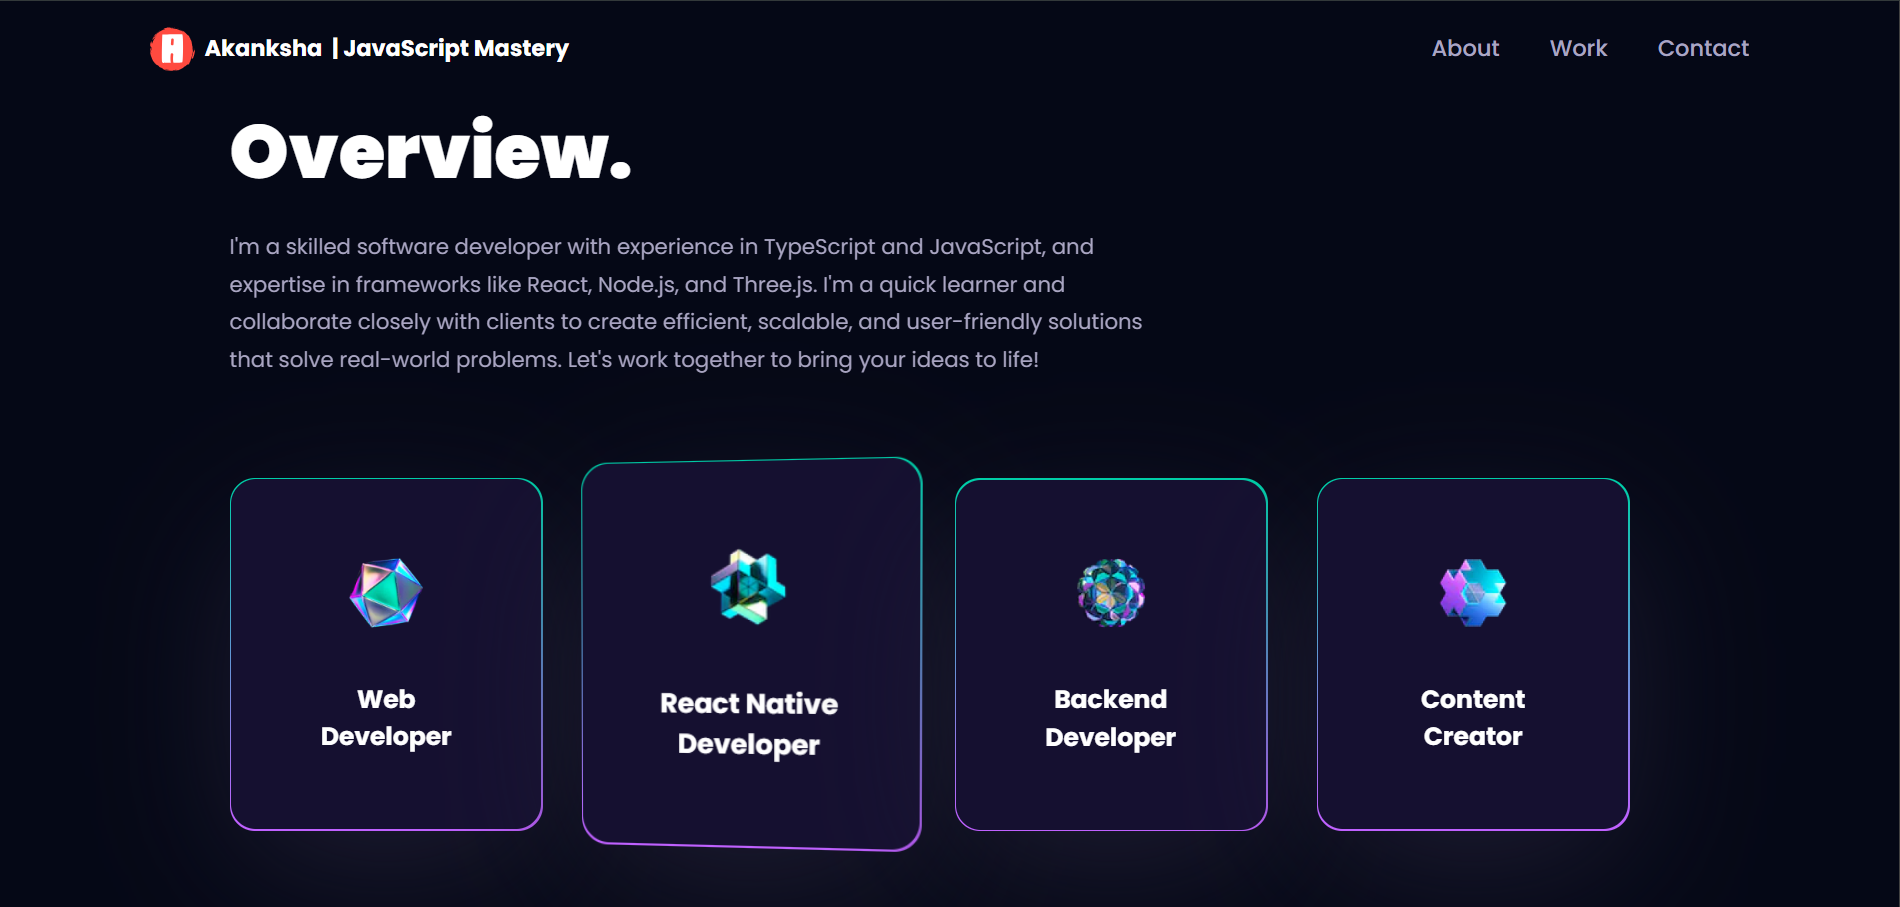 A Akanksha | JavaScript Mastery
About Work Contact
Overview.
I'm a skilled software developer with experience in TypeScript and JavaScript, and
expertise in frameworks like React, Node.js, and Three.js. I'm a quick learner and
collaborate closely with clients to create efficient, scalable, and user-friendly solutions
that solve real-world problems. Let's work together to bring your ideas to life!
Web
Developer
React Native
Developer
Backend
Developer
Content
Creator